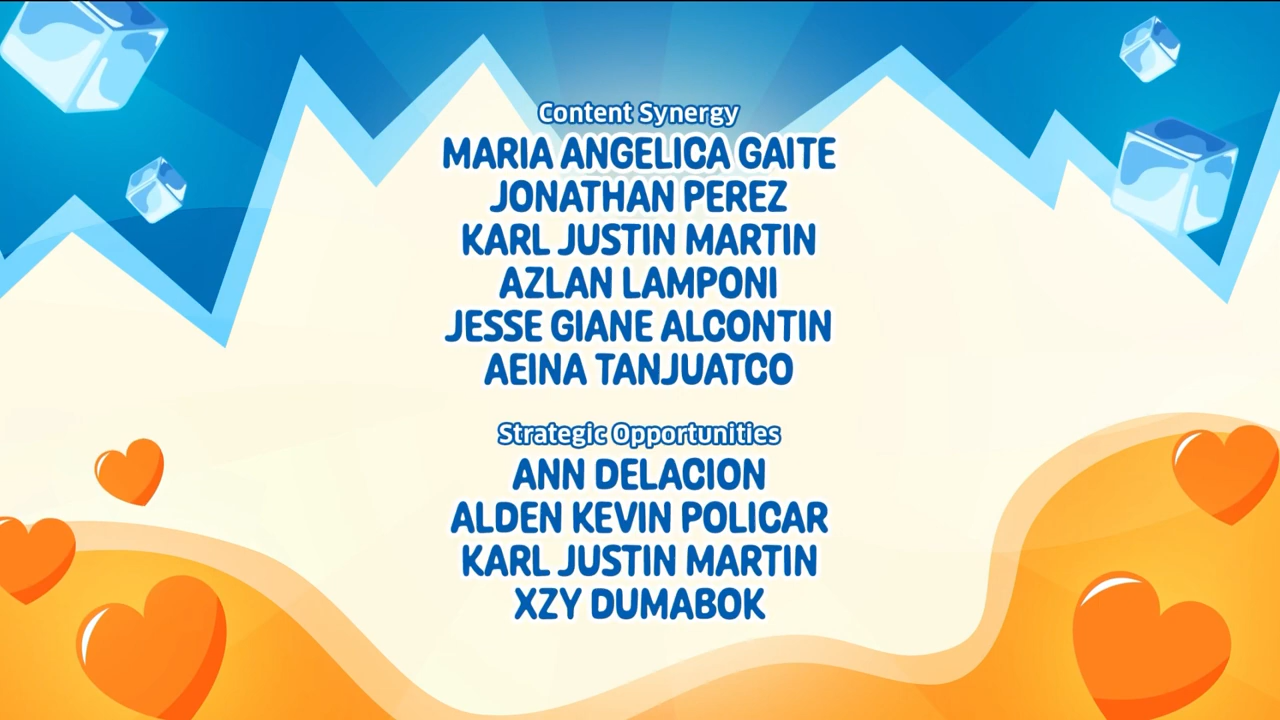 Content Synergy
MARIA ANGELICA GAITE
JONATHAN PEREZ
KARL JUSTIN MARTIN
AZLAN LAMPONI
JESSE GIANE ALCONTIN
AEINA TANJUATCO
Strategic Opportunities
ANN DELACION
ALDEN KEVIN POLICAR
KARL JUSTIN MARTIN
XZY DUMABOK